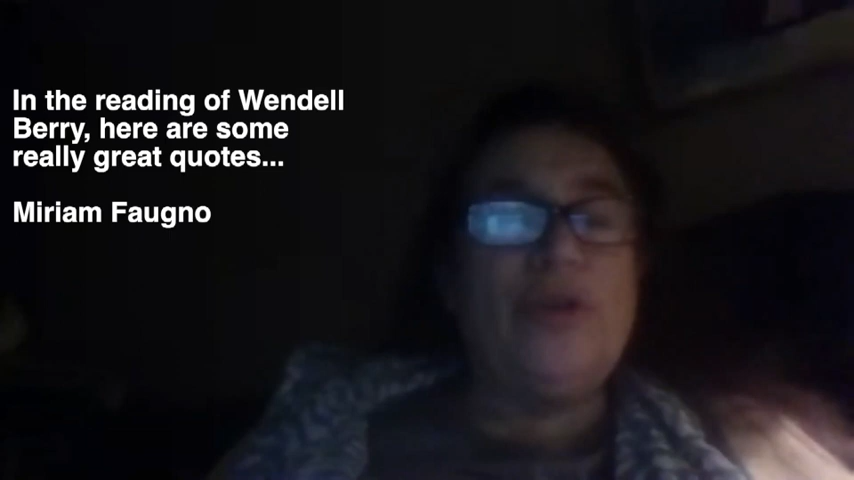 In the reading of Wendell
Berry, here are some
really great quotes...
Miriam Faugno